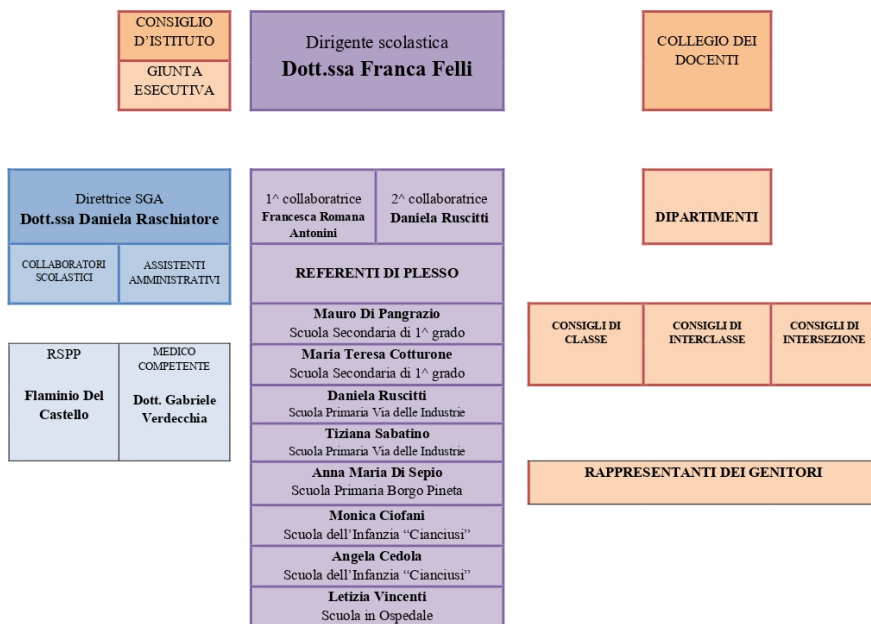 CONSIGLIO
D'ISTITUTO
GIUNTA
ESECUTIVA
Dirigente scolastica
Dott.ssa Franca Felli
COLLEGIO DEI
DOCENTI
Direttrice SGA
Dott.ssa Daniela Raschiatore
COLLABORATORI
SCOLASTICI
ASSISTENTI
AMMINISTRATIVI
1^ collaboratrice
Francesca Romana
Antonini
2^ collaboratrice
Daniela Ruscitti
DIPARTIMENTI
REFERENTI DI PLESSO
Mauro Di Pangrazio
Scuola Secondaria di 1^ grado
Maria Teresa Cotturone
Scuola Secondaria di 1^ grado
Daniela Ruscitti
Scuola Primaria Via delle Industrie
Tiziana Sabatino
Scuola Primaria Via delle Industrie
Anna Maria Di Sepio
Scuola Primaria Borgo Pineta
Monica Ciofani
Scuola dell'Infanzia “Cianciusi”
Angela Cedola
Scuola dell'Infanzia “Cianciusi”
Letizia Vincenti
Scuola in Ospedale
RSPP
Flaminio Del
Castello
MEDICO
COMPETENTE
Dott. Gabriele
Verdecchia
CONSIGLI DI
CLASSE
CONSIGLI DI
INTERCLASSE
CONSIGLI DI
INTERSEZIONE
RAPPRESENTANTI DEI GENITORI